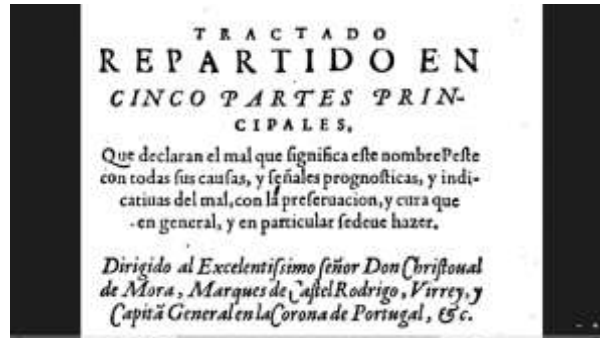 TRACTADO
REPARTIDO EN
CINCO PARTES PRIN-
CIPALES,
Que declaran el mal que significa este nombre Peste
con todas sus causas, y señales prognosticas, y indi-
catiuas del mal, con la preseruacion, y cura que
en general, y en particular se deue hazer.
Dirigido al Excelentissimo señor Don Christoual
de Mora, Marques de Castel Rodrigo, Virrey, y
Capitã General en la Corona de Portugal, &c.